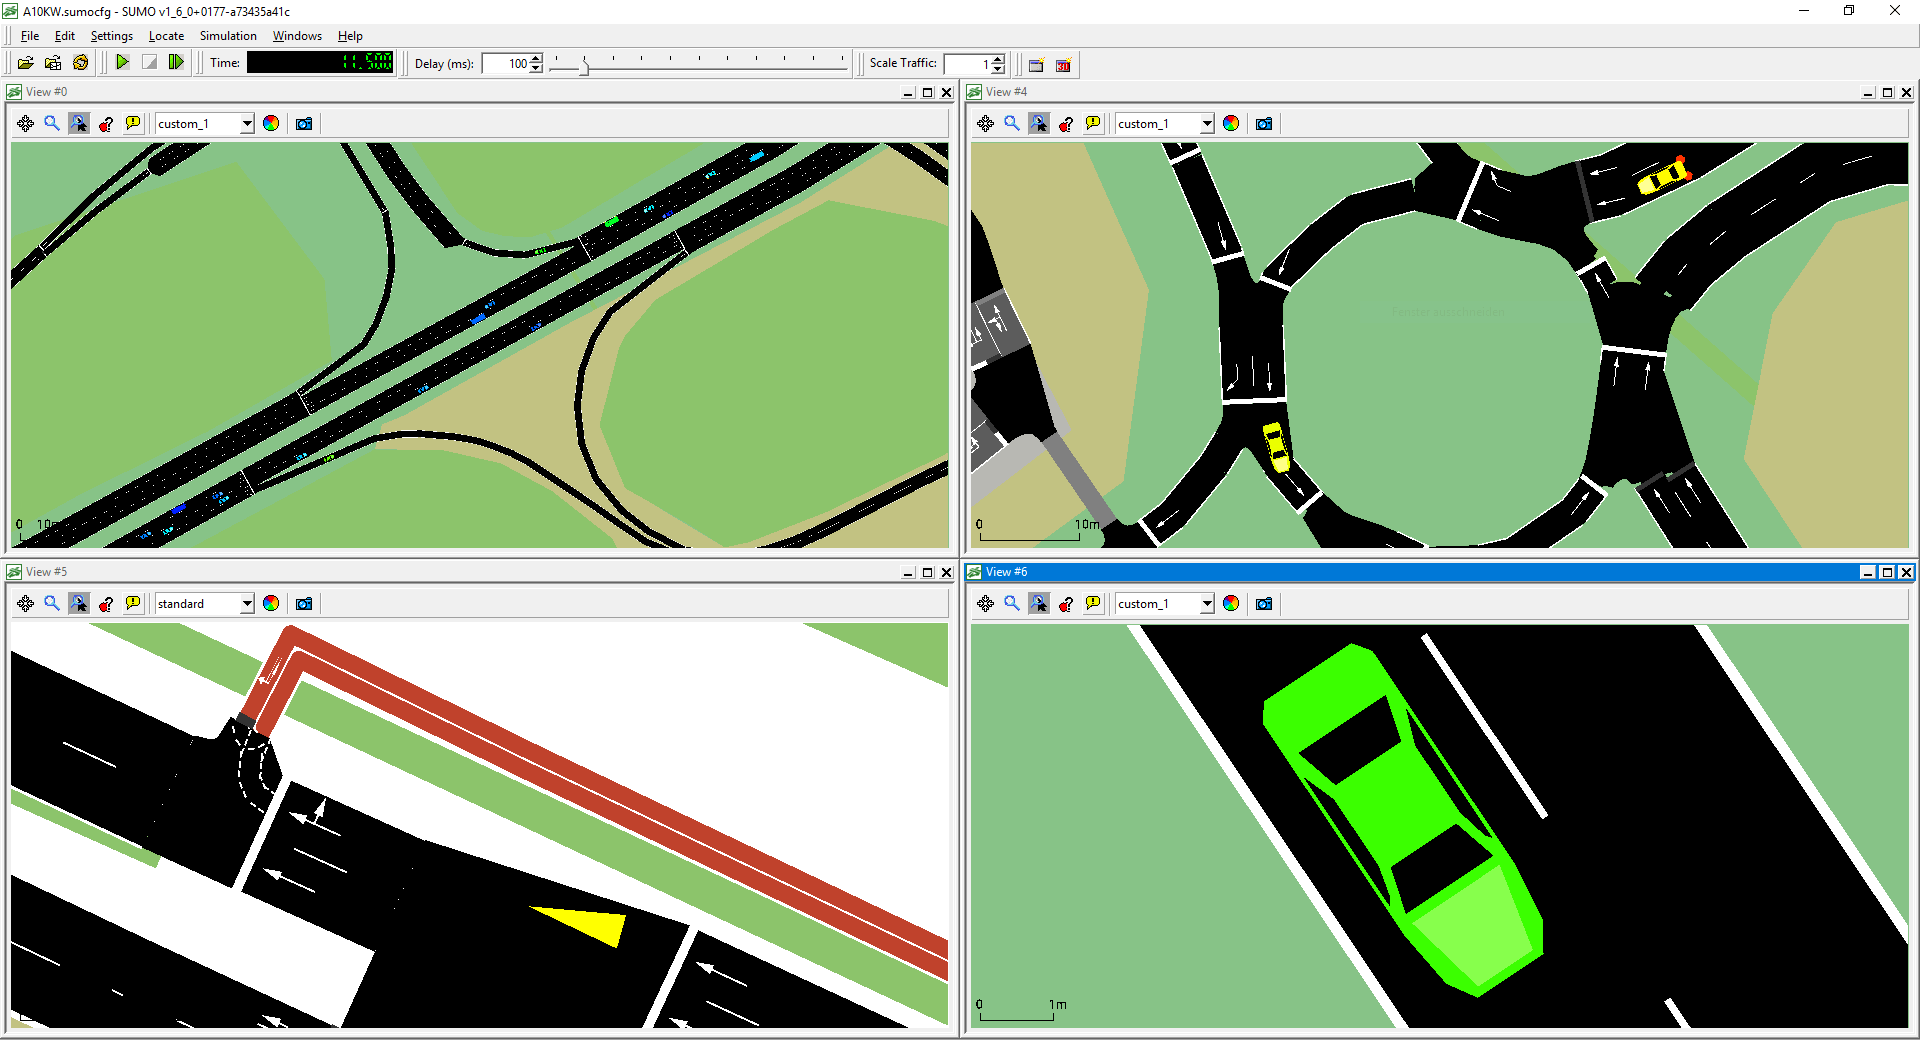 A10KW.sumocfg - SUMO v1_6_0+0177-a73435a41c
File Edit Settings Locate Simulation Windows Help
Time: 11.500 Delay (ms): 100 Scale Traffic: 1
View #0
custom_1
0 10m
View #4
custom_1
0 10m
View #5
standard
View #6
custom_1
0 1m